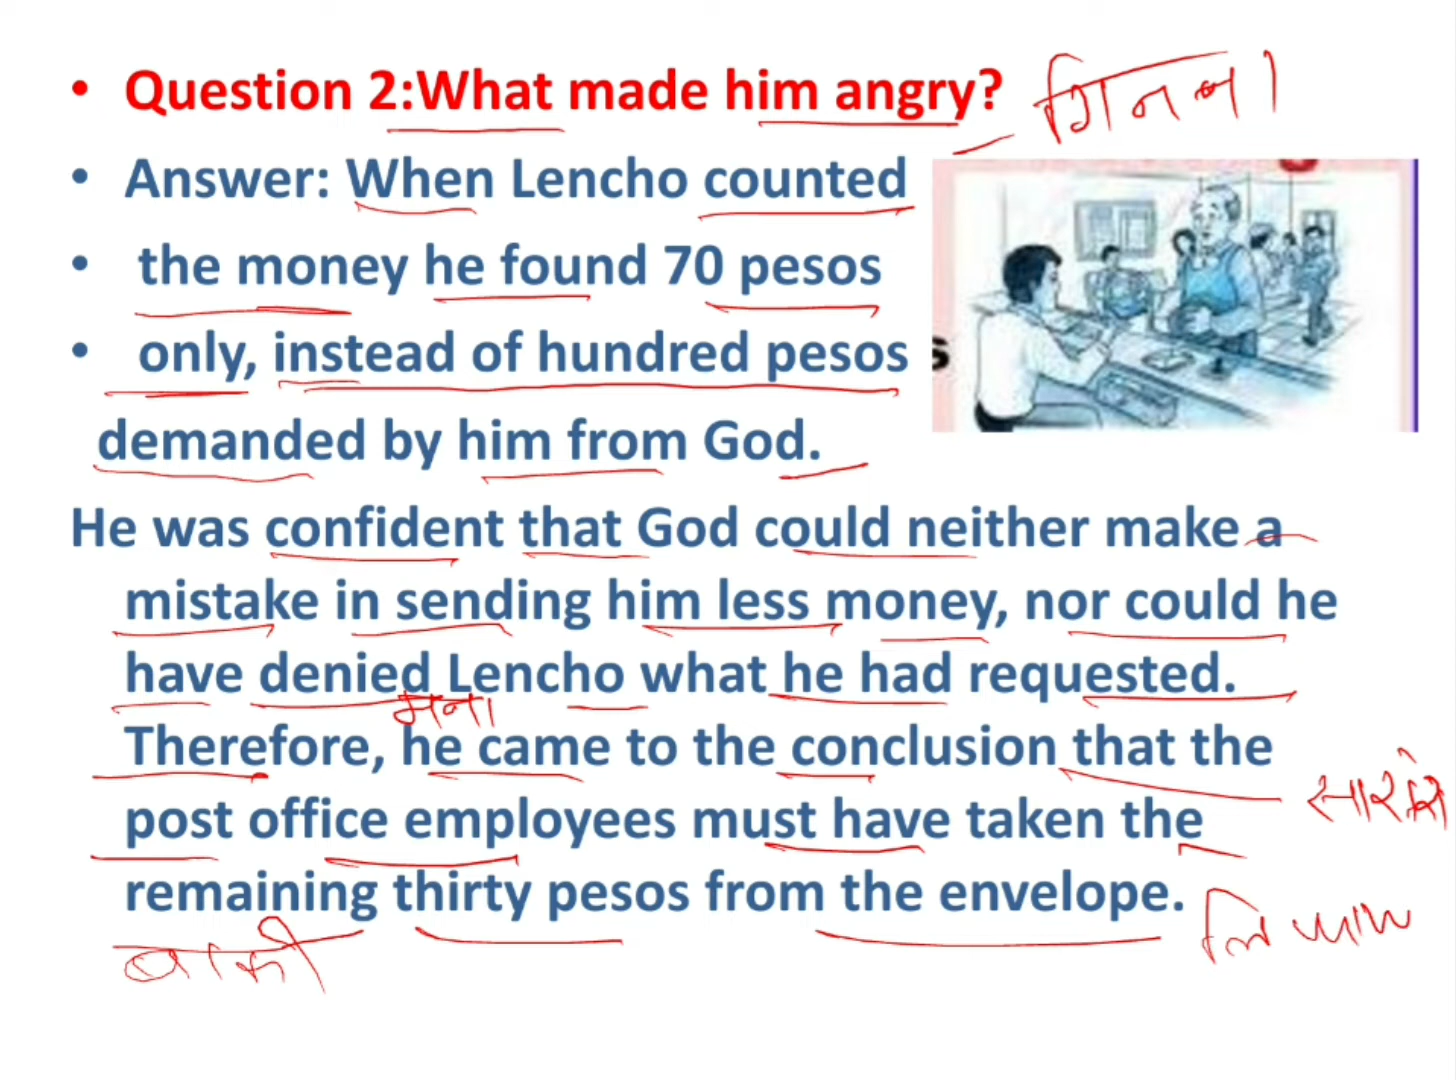 • Question 2:What made him angry? गिनना
• Answer: When Lencho counted
• the money he found 70 pesos
• only, instead of hundred pesos s
demanded by him from God.
He was confident that God could neither make a
mistake in sending him less money, nor could he
have denied Lencho what he had requested.
मना
Therefore, he came to the conclusion that the
post office employees must have taken the
remaining thirty pesos from the envelope.
बाकी